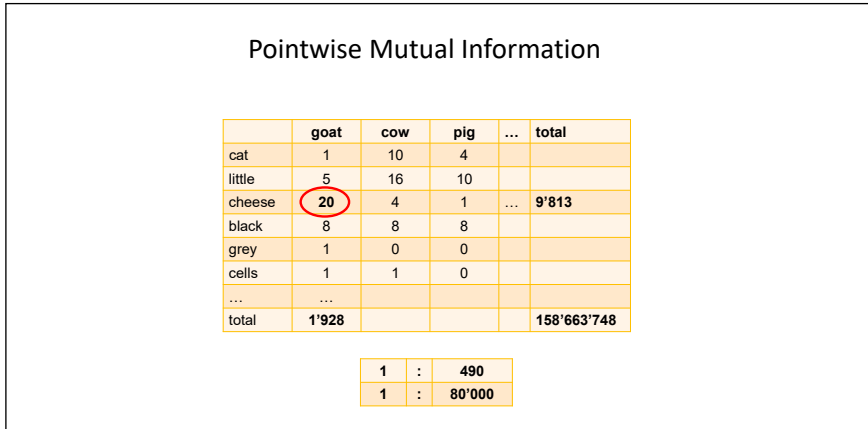 Pointwise Mutual Information
goat cow pig … total
cat 1 10 4
little 5 16 10
cheese 20 4 1 … 9’813
black 8 8 8
grey 1 0 0
cells 1 1 0
… …
total 1’928 158’663’748
1 : 490
1 : 80’000